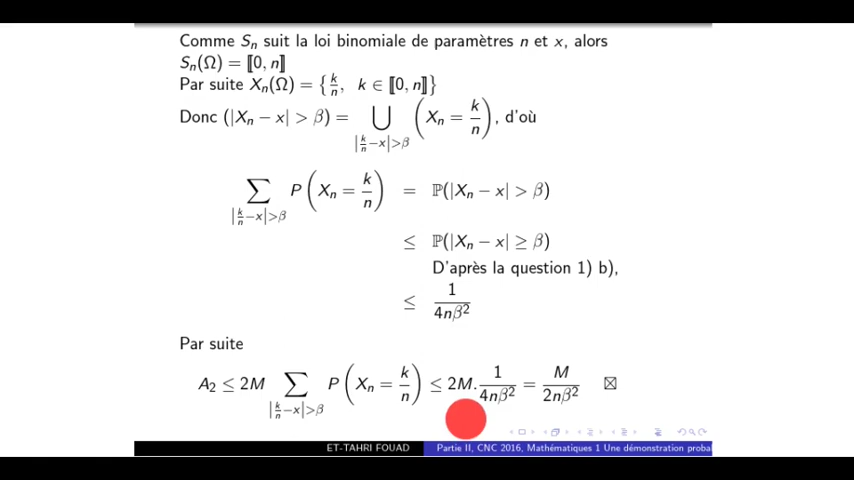 Comme Sₙ suit la loi binomiale de paramètres n et x, alors
Sₙ(Ω) = ⟦0, n⟧
Par suite Xₙ(Ω) = {k/n, k ∈ ⟦0, n⟧}
Donc (|Xₙ − x| > β) = ⋃_{|k/n−x|>β} (Xₙ = k/n), d'où
∑_{|k/n−x|>β} P(Xₙ = k/n) = ℙ(|Xₙ − x| > β)
≤ ℙ(|Xₙ − x| ≥ β)
D'après la question 1) b),
≤ 1/(4nβ²)
Par suite
A₂ ≤ 2M ∑_{|k/n−x|>β} P(Xₙ = k/n) ≤ 2M. 1/(4nβ²) = M/(2nβ²) ⊠
ET-TAHRI FOUAD Partie II, CNC 2016, Mathématiques 1 Une démonstration proba